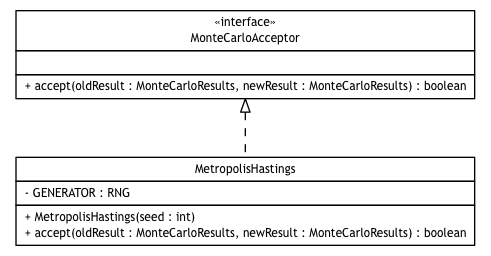 «interface»
MonteCarloAcceptor
+ accept(oldResult : MonteCarloResults, newResult : MonteCarloResults) : boolean
MetropolisHastings
- GENERATOR : RNG
+ MetropolisHastings(seed : int)
+ accept(oldResult : MonteCarloResults, newResult : MonteCarloResults) : boolean